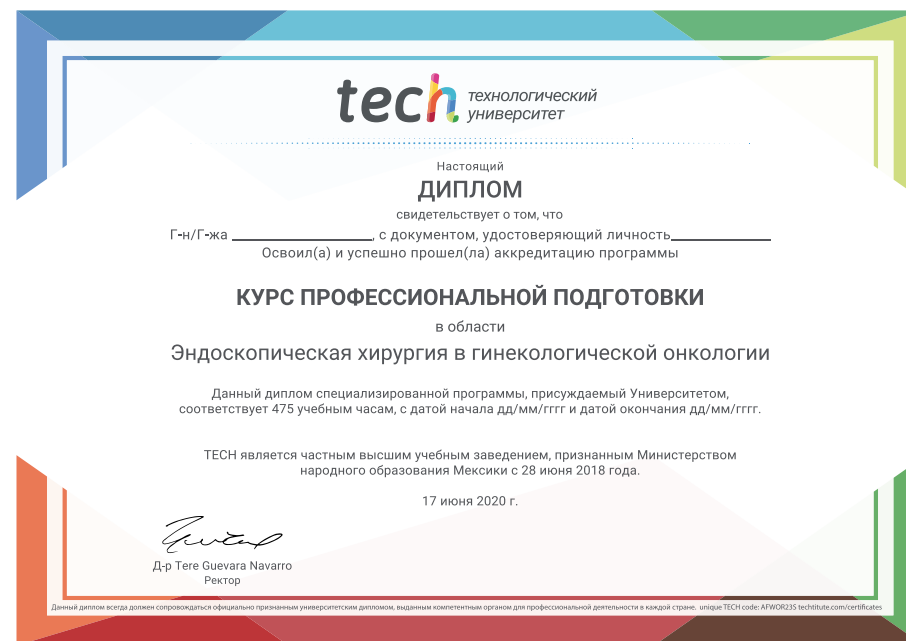 tech технологический
университет
Настоящий
ДИПЛОМ
свидетельствует о том, что
Г-н/Г-жа ____________, с документом, удостоверяющий личность____________
Освоил(а) и успешно прошел(ла) аккредитацию программы
КУРС ПРОФЕССИОНАЛЬНОЙ ПОДГОТОВКИ
в области
Эндоскопическая хирургия в гинекологической онкологии
Данный диплом специализированной программы, присуждаемый Университетом,
соответствует 475 учебным часам, с датой начала дд/мм/гггг и датой окончания дд/мм/гггг.
TECH является частным высшим учебным заведением, признанным Министерством
народного образования Мексики с 28 июня 2018 года.
17 июня 2020 г.
Д-р Tere Guevara Navarro
Ректор
Данный диплом всегда должен сопровождаться официально признанным университетским дипломом, выданным компетентным органом для профессиональной деятельности в каждой стране. unique TECH code: AFWOR23S techtitute.com/certificates